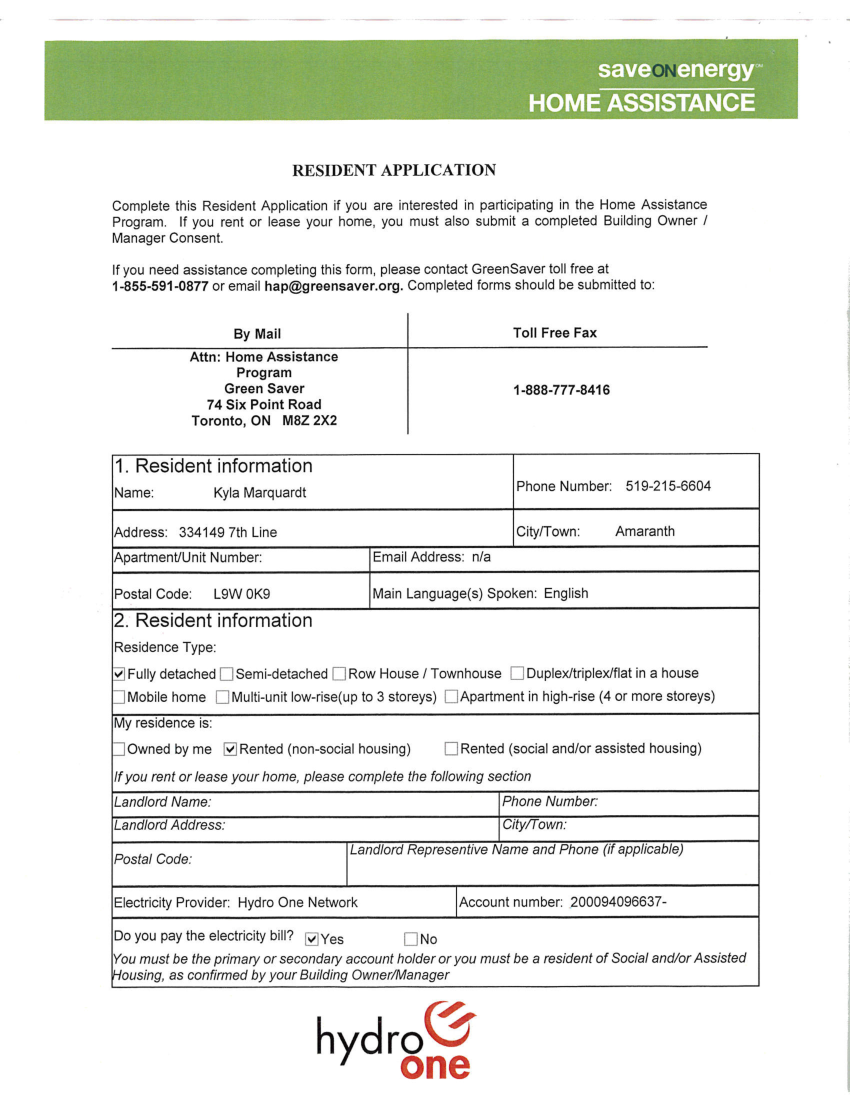 saveONenergy™
HOME ASSISTANCE
RESIDENT APPLICATION
Complete this Resident Application if you are interested in participating in the Home Assistance
Program. If you rent or lease your home, you must also submit a completed Building Owner /
Manager Consent.
If you need assistance completing this form, please contact GreenSaver toll free at
1-855-591-0877 or email hap@greensaver.org. Completed forms should be submitted to:
By Mail
Toll Free Fax
Attn: Home Assistance
Program
Green Saver
74 Six Point Road
Toronto, ON M8Z 2X2
1-888-777-8416
1. Resident information
Name: Kyla Marquardt
Phone Number: 519-215-6604
Address: 334149 7th Line
City/Town: Amaranth
Apartment/Unit Number:
Email Address: n/a
Postal Code: L9W 0K9
Main Language(s) Spoken: English
2. Resident information
Residence Type:
Fully detached Semi-detached Row House / Townhouse Duplex/triplex/flat in a house
Mobile home Multi-unit low-rise(up to 3 storeys) Apartment in high-rise (4 or more storeys)
My residence is:
Owned by me Rented (non-social housing) Rented (social and/or assisted housing)
If you rent or lease your home, please complete the following section
Landlord Name:
Phone Number:
Landlord Address:
City/Town:
Postal Code:
Landlord Representive Name and Phone (if applicable)
Electricity Provider: Hydro One Network
Account number: 200094096637-
Do you pay the electricity bill? Yes No
You must be the primary or secondary account holder or you must be a resident of Social and/or Assisted
Housing, as confirmed by your Building Owner/Manager
hydro
one